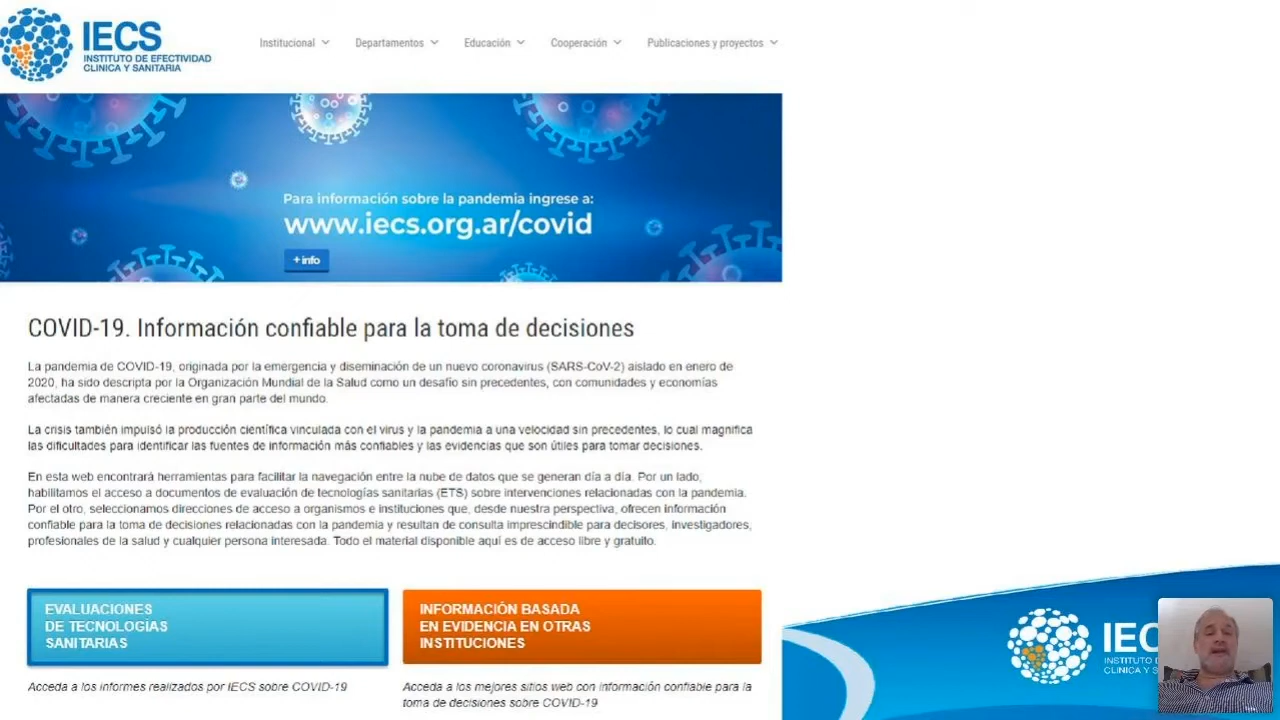 IECS
INSTITUTO DE EFECTIVIDAD
CLINICA Y SANITARIA
Institucional
Departamentos
Educación
Cooperación
Publicaciones y proyectos
Para información sobre la pandemia ingrese a:
www.iecs.org.ar/covid
+info
COVID-19. Información confiable para la toma de decisiones
La pandemia de COVID-19, originada por la emergencia y diseminación de un nuevo coronavirus (SARS-CoV-2) aislado en enero de
2020, ha sido descripta por la Organización Mundial de la Salud como un desafío sin precedentes, con comunidades y economías
afectadas de manera creciente en gran parte del mundo.
La crisis también impulsó la producción científica vinculada con el virus y la pandemia a una velocidad sin precedentes, lo cual magnifica
las dificultades para identificar las fuentes de información más confiables y las evidencias que son útiles para tomar decisiones.
En esta web encontrará herramientas para facilitar la navegación entre la nube de datos que se generan día a día. Por un lado,
habilitamos el acceso a documentos de evaluación de tecnologías sanitarias (ETS) sobre intervenciones relacionadas con la pandemia.
Por el otro, seleccionamos direcciones de acceso a organismos e instituciones que, desde nuestra perspectiva, ofrecen información
confiable para la toma de decisiones relacionadas con la pandemia y resultan de consulta imprescindible para decisores, investigadores,
profesionales de la salud y cualquier persona interesada. Todo el material disponible aquí es de acceso libre y gratuito.
EVALUACIONES
DE TECNOLOGÍAS
SANITARIAS
INFORMACIÓN BASADA
EN EVIDENCIA EN OTRAS
INSTITUCIONES
Acceda a los informes realizados por IECS sobre COVID-19
Acceda a los mejores sitios web con información confiable para la
toma de decisiones sobre COVID-19
IEC
INSTITUTO D
CLINICA Y S